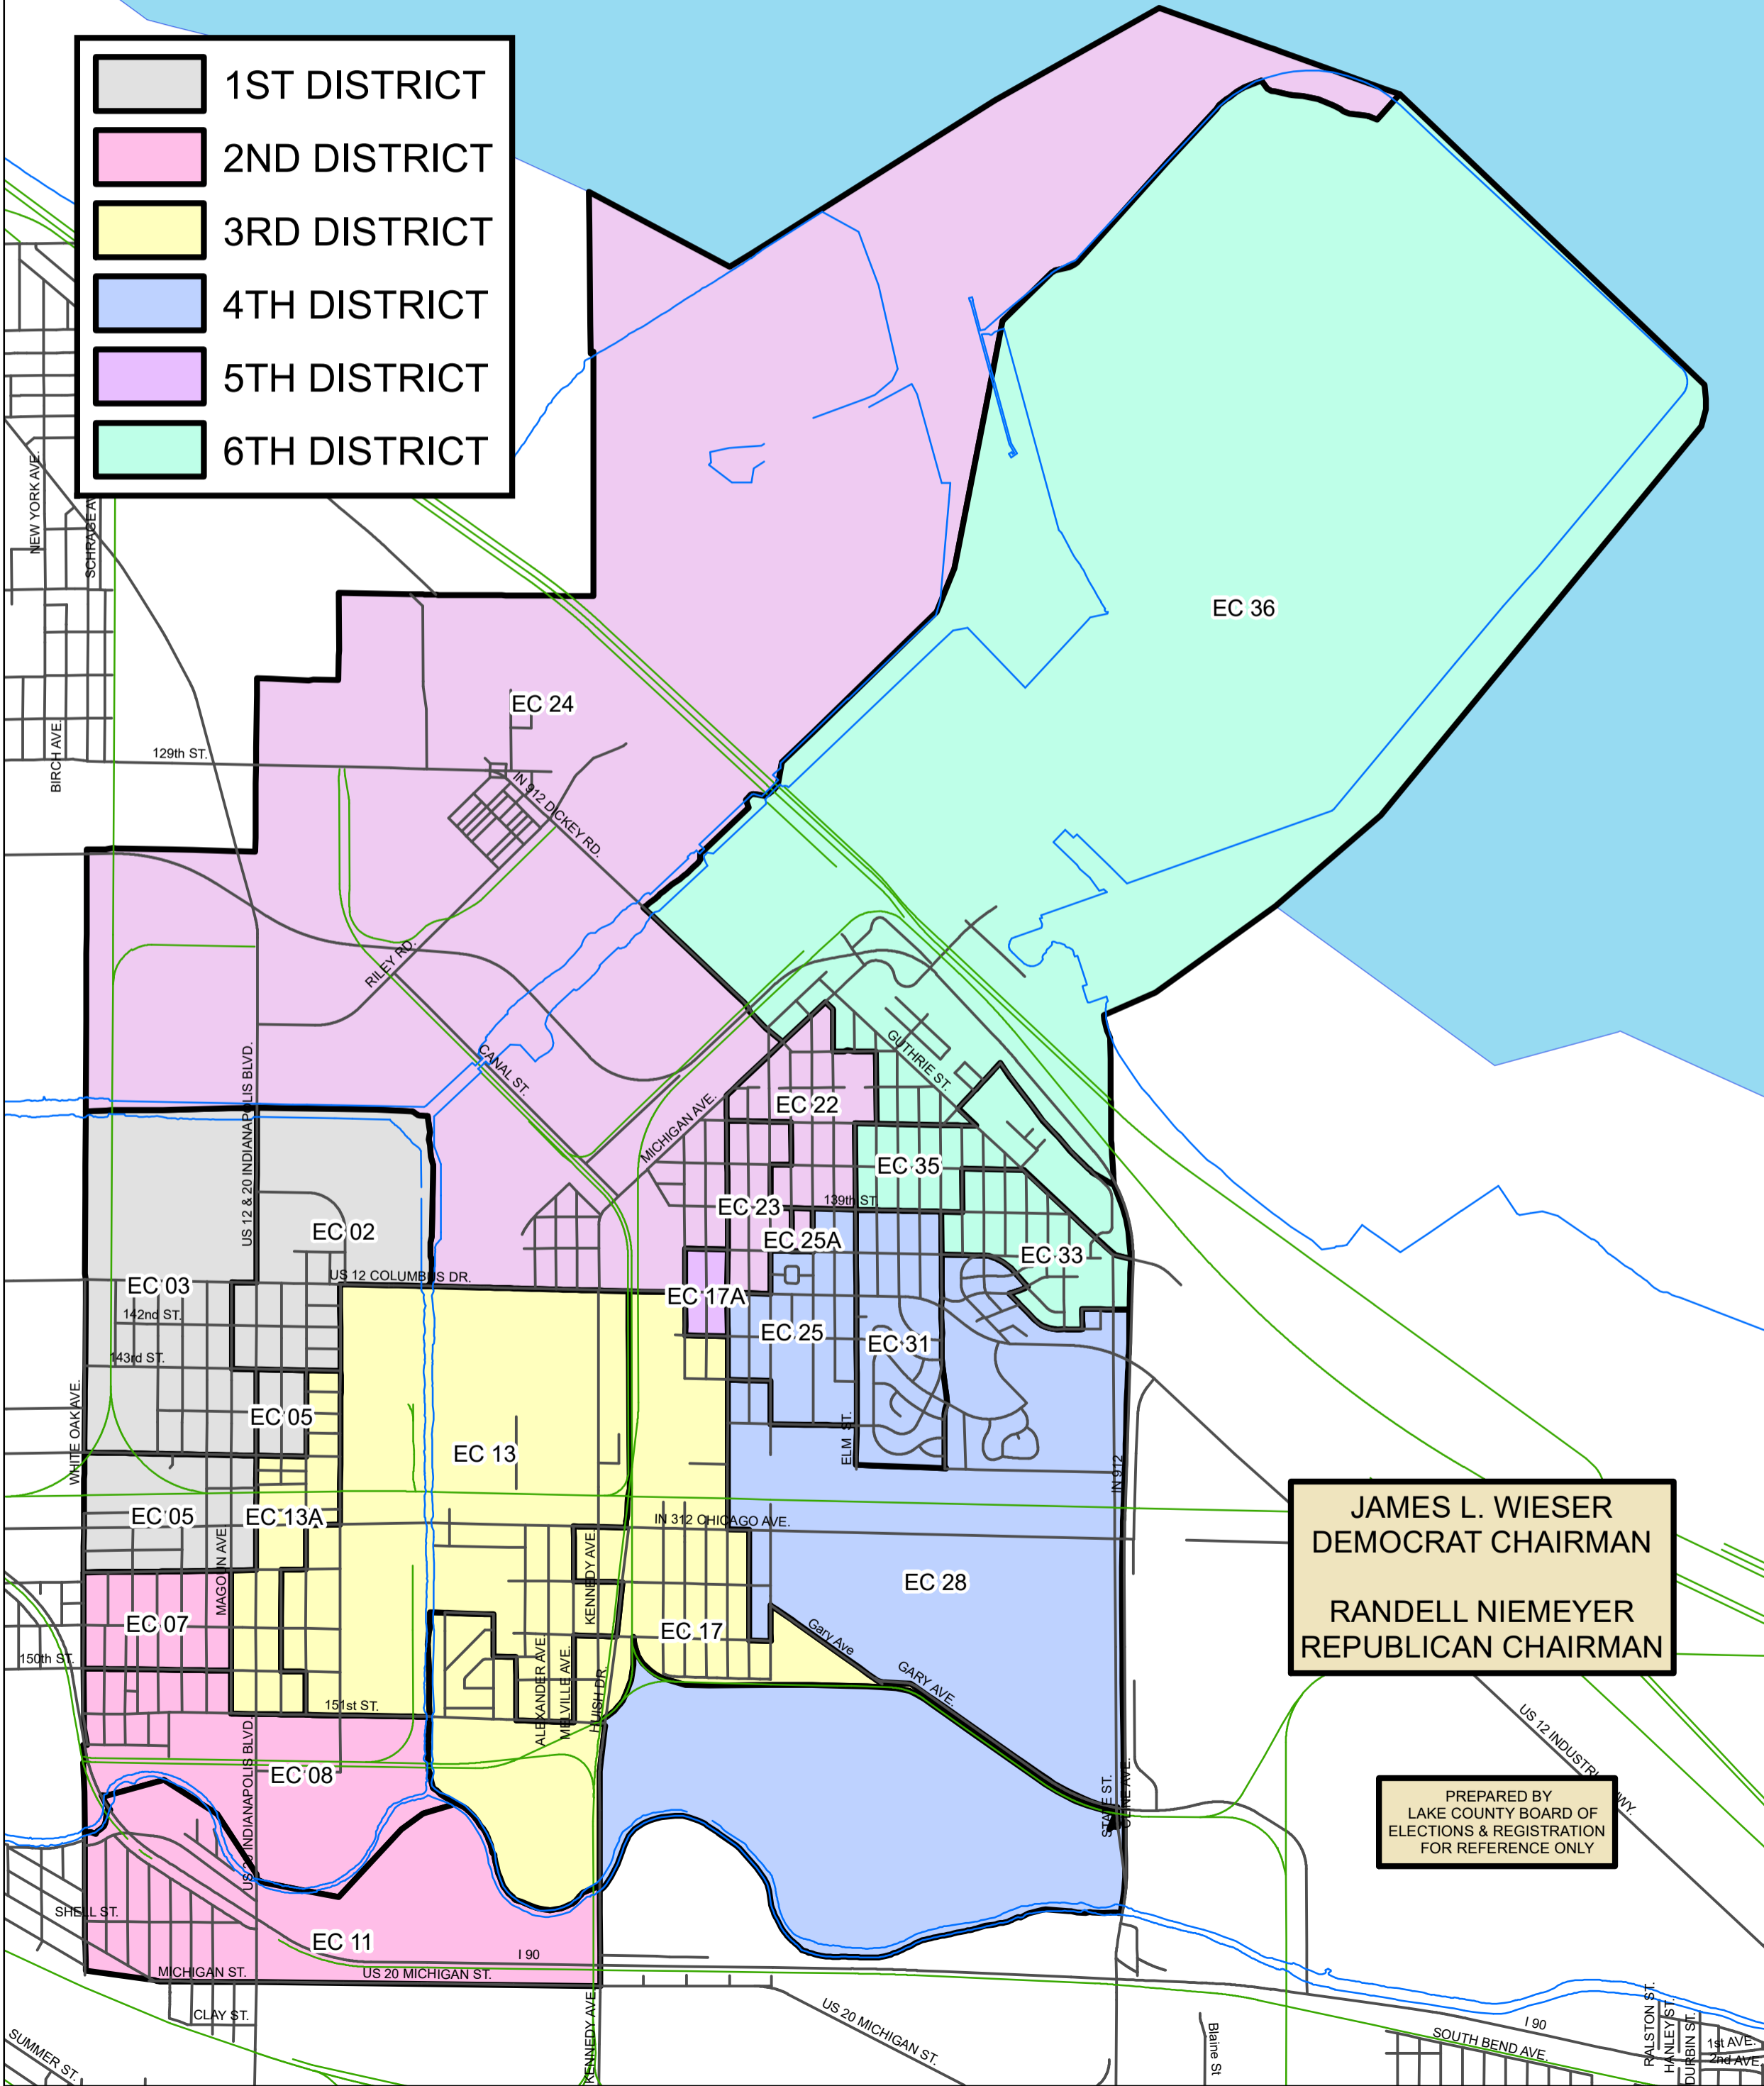 1ST DISTRICT
2ND DISTRICT
3RD DISTRICT
4TH DISTRICT
5TH DISTRICT
6TH DISTRICT
NEW YORK AVE.
SCHRAGE AV
BIRCH AVE.
129th ST.
EC 24
EC 36
IN 912 DICKEY RD.
RILEY RD.
CANAL ST.
GUTHRIE ST.
MICHIGAN AVE.
US 12 & 20 INDIANAPOLIS BLVD.
EC 22
EC 35
EC 23
139th ST.
EC 02
EC 25A
EC 33
EC 03
US 12 COLUMBUS DR.
EC 17A
142nd ST.
EC 25
EC 31
143rd ST.
WHITE OAK AVE.
EC 05
EC 13
ELM ST.
IN 912
EC 05
EC 13A
IN 312 CHICAGO AVE.
MAGOUN AVE
KENNEDY AVE.
EC 28
EC 07
EC 17
Gary Ave
GARY AVE.
150th ST.
151st ST.
ALEXANDER AVE.
MELVILLE AVE.
HUISH DR.
EC 08
US 20 INDIANAPOLIS BLVD.
STATE ST.
CLINE AVE.
JAMES L. WIESER
DEMOCRAT CHAIRMAN
RANDELL NIEMEYER
REPUBLICAN CHAIRMAN
US 12 INDUSTRI
HWY.
PREPARED BY
LAKE COUNTY BOARD OF
ELECTIONS & REGISTRATION
FOR REFERENCE ONLY
SHELL ST.
EC 11
I 90
MICHIGAN ST.
US 20 MICHIGAN ST.
CLAY ST.
SUMMER ST.
KENNEDY AVE.
US 20 MICHIGAN ST.
Blaine St
I 90
SOUTH BEND AVE.
RALSTON ST.
HANLEY ST.
DURBIN ST.
1st AVE.
2nd AVE